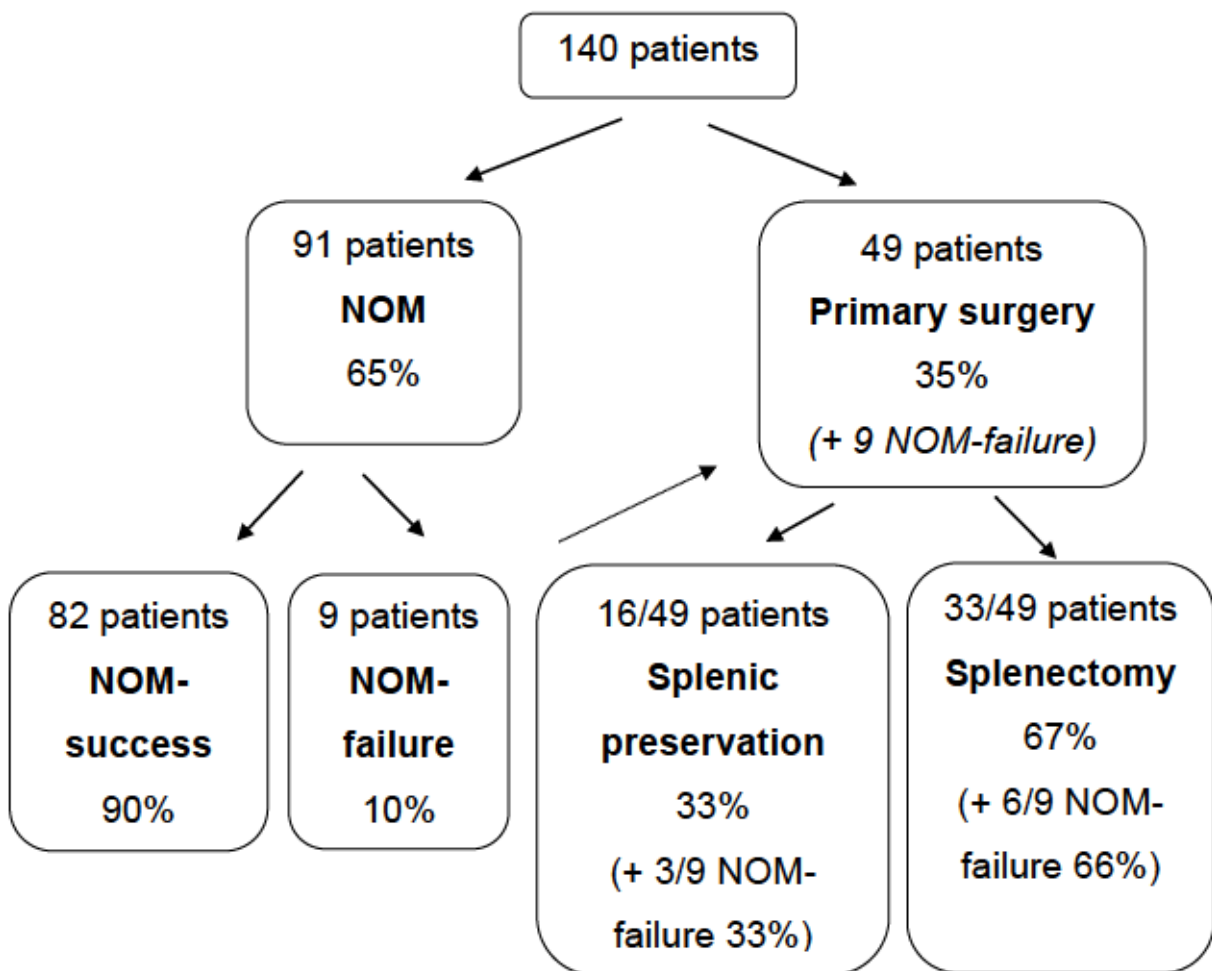 140 patients
91 patients
NOM
65%
49 patients
Primary surgery
35%
(+ 9 NOM-failure)
82 patients
NOM-
success
90%
9 patients
NOM-
failure
10%
16/49 patients
Splenic
preservation
33%
(+ 3/9 NOM-
failure 33%)
33/49 patients
Splenectomy
67%
(+ 6/9 NOM-
failure 66%)